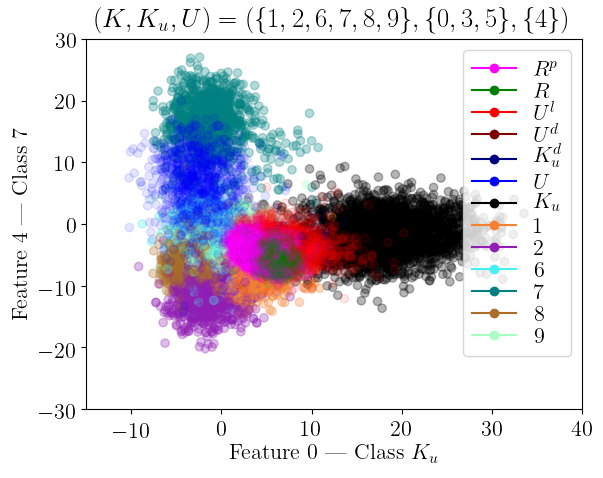 (K, K_u, U) = ({1, 2, 6, 7, 8, 9}, {0, 3, 5}, {4})
30
20
10
0
−10
−20
−30
Feature 4 — Class 7
−10
0
10
20
30
40
Feature 0 — Class K_u
R^p
R
U^l
U^d
K_u^d
U
K_u
1
2
6
7
8
9